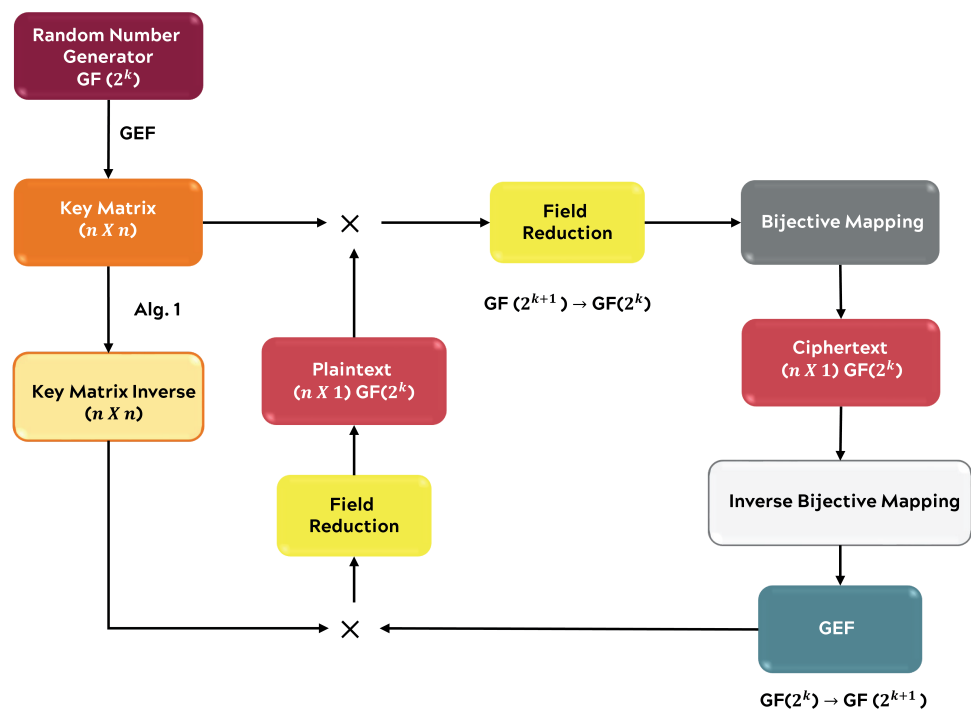 Random Number
Generator
GF (2^k)
GEF
Key Matrix
(n X n)
×
Field
Reduction
Bijective Mapping
GF (2^{k+1}) → GF(2^k)
Alg. 1
Plaintext
(n X 1) GF(2^k)
Ciphertext
(n X 1) GF(2^k)
Key Matrix Inverse
(n X n)
Field
Reduction
Inverse Bijective Mapping
×
GEF
GF(2^k) → GF (2^{k+1})